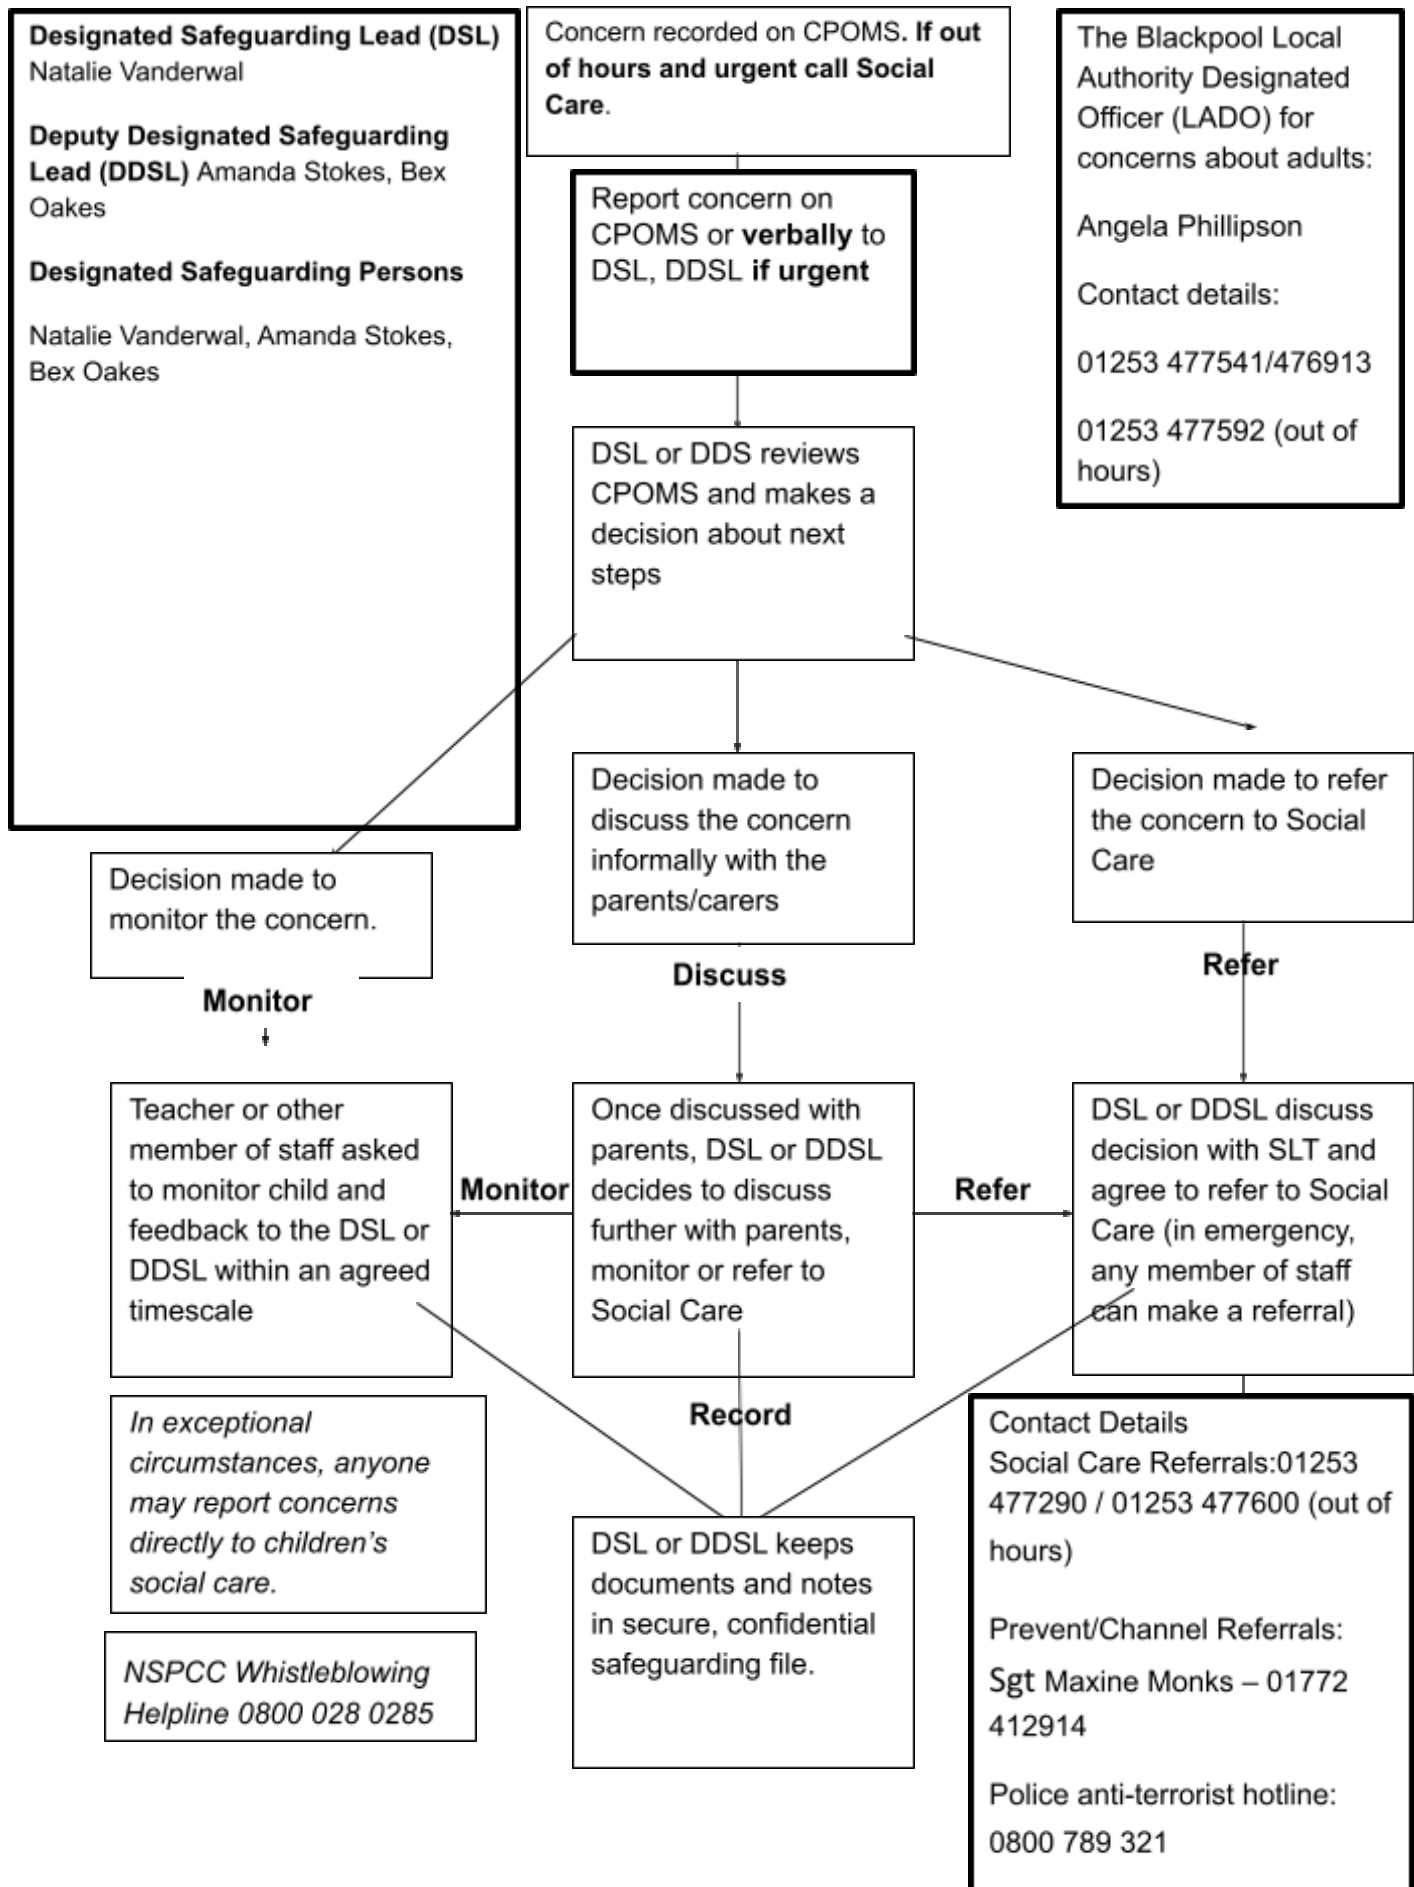 Designated Safeguarding Lead (DSL)
Natalie Vanderwal
Deputy Designated Safeguarding
Lead (DDSL) Amanda Stokes, Bex
Oakes
Designated Safeguarding Persons
Natalie Vanderwal, Amanda Stokes,
Bex Oakes
Concern recorded on CPOMS. If out
of hours and urgent call Social
Care.
The Blackpool Local
Authority Designated
Officer (LADO) for
concerns about adults:
Angela Phillipson
Contact details:
01253 477541/476913
01253 477592 (out of
hours)
Report concern on
CPOMS or verbally to
DSL, DDSL if urgent
DSL or DDS reviews
CPOMS and makes a
decision about next
steps
Decision made to
monitor the concern.
Decision made to
discuss the concern
informally with the
parents/carers
Decision made to refer
the concern to Social
Care
Monitor
Discuss
Refer
Teacher or other
member of staff asked
to monitor child and
feedback to the DSL or
DDSL within an agreed
timescale
Monitor
Once discussed with
parents, DSL or DDSL
decides to discuss
further with parents,
monitor or refer to
Social Care
Refer
DSL or DDSL discuss
decision with SLT and
agree to refer to Social
Care (in emergency,
any member of staff
can make a referral)
In exceptional
circumstances, anyone
may report concerns
directly to children's
social care.
NSPCC Whistleblowing
Helpline 0800 028 0285
Record
DSL or DDSL keeps
documents and notes
in secure, confidential
safeguarding file.
Contact Details
Social Care Referrals:01253
477290 / 01253 477600 (out of
hours)
Prevent/Channel Referrals:
Sgt Maxine Monks – 01772
412914
Police anti-terrorist hotline:
0800 789 321